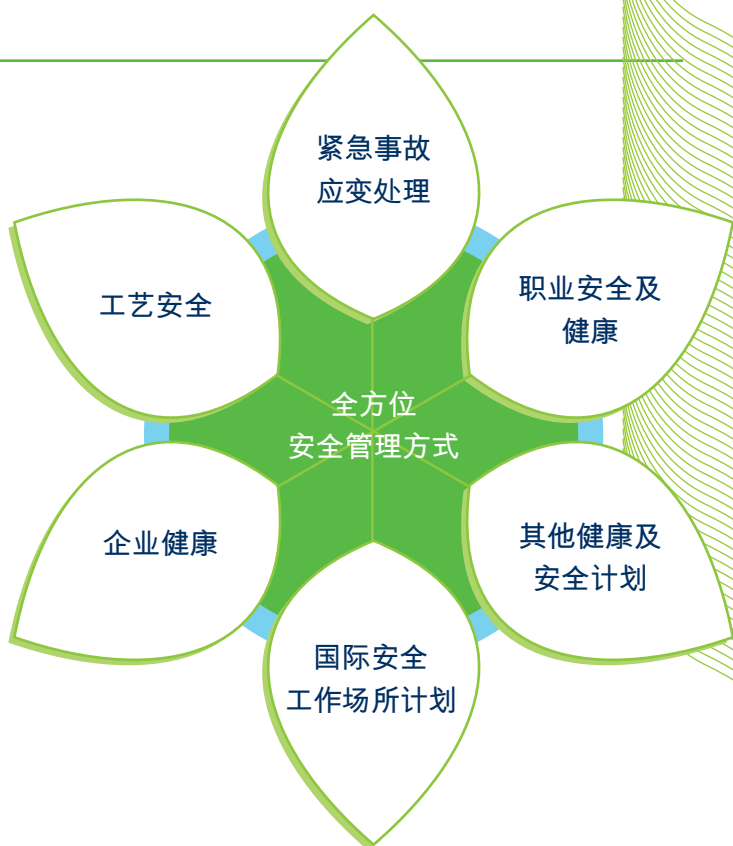 紧急事故
应变处理
工艺安全
职业安全及
健康
全方位
安全管理方式
企业健康
其他健康及
安全计划
国际安全
工作场所计划